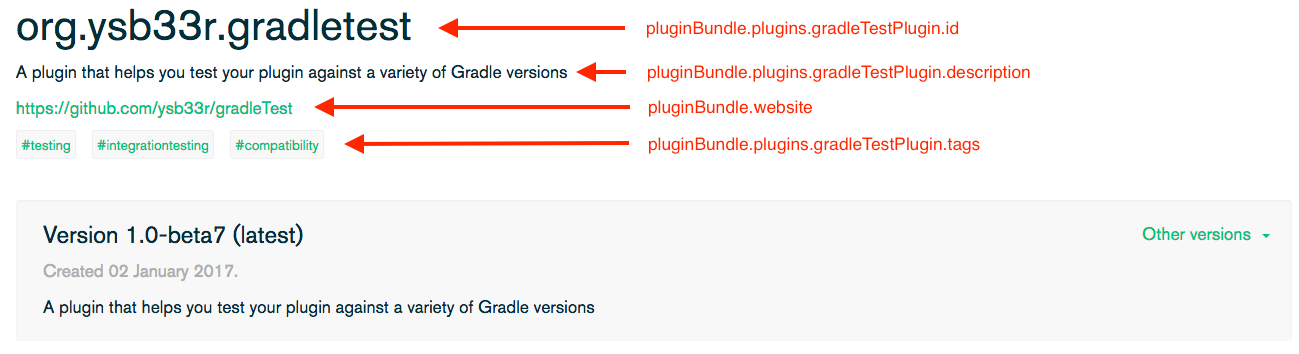 org.ysb33r.gradletest pluginBundle.plugins.gradleTestPlugin.id
A plugin that helps you test your plugin against a variety of Gradle versions pluginBundle.plugins.gradleTestPlugin.description
https://github.com/ysb33r/gradleTest pluginBundle.website
#testing #integrationtesting #compatibility pluginBundle.plugins.gradleTestPlugin.tags
Version 1.0-beta7 (latest) Other versions
Created 02 January 2017.
A plugin that helps you test your plugin against a variety of Gradle versions